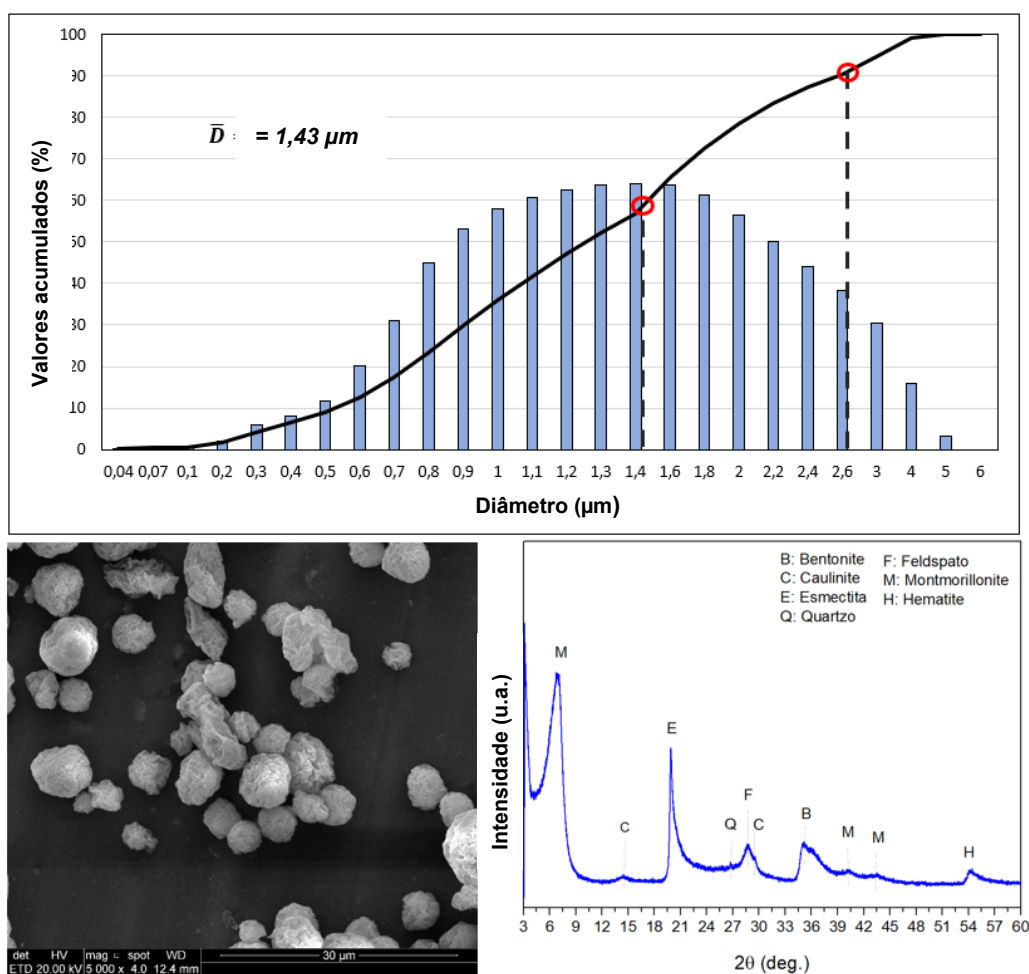 Valores acumulados (%)
100
90
80
70
60
50
40
30
20
10
0
D̅ = = 1,43 µm
0,04 0,07 0,1 0,2 0,3 0,4 0,5 0,6 0,7 0,8 0,9 1 1,1 1,2 1,3 1,4 1,6 1,8 2 2,2 2,4 2,6 3 4 5 6
Diâmetro (µm)
det HV mag □ spot WD
ETD 20.00 kV 5 000 x 4.0 12.4 mm
30 µm
Intensidade (u.a.)
B: Bentonite F: Feldspato
C: Caulinite M: Montmorillonite
E: Esmectita H: Hematite
Q: Quartzo
M
C
E
Q
F
C
B
M
M
H
3 6 9 12 15 18 21 24 27 30 33 36 39 42 45 48 51 54 57 60
2θ (deg.)